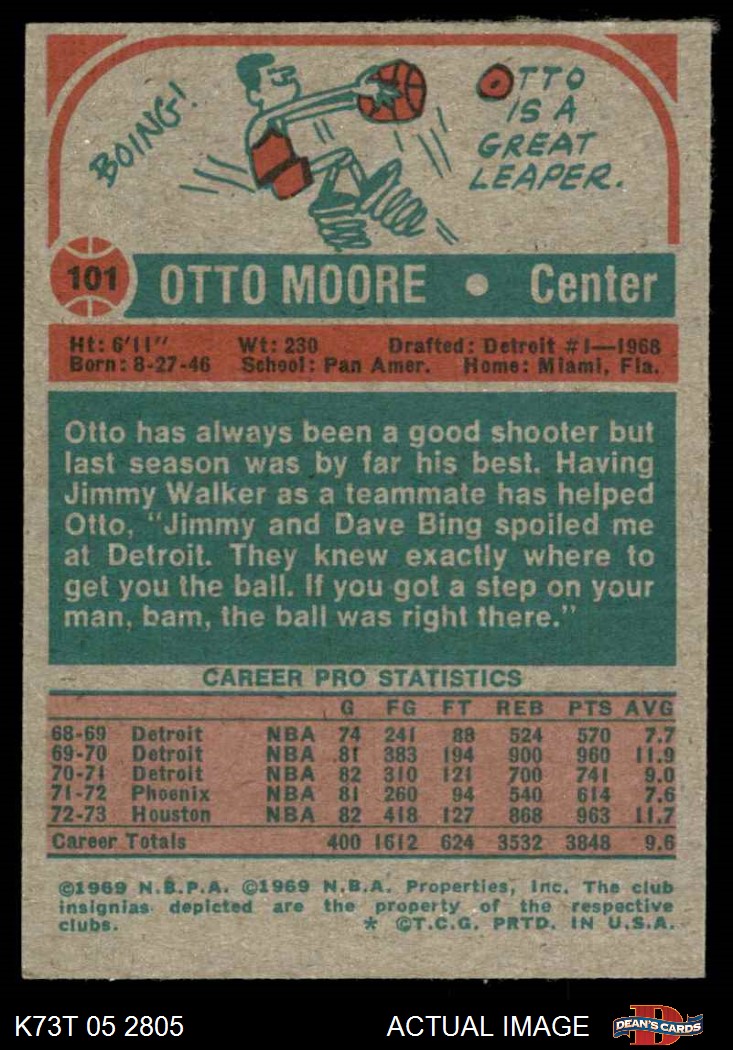 BOING!
OTTO
IS A
GREAT
LEAPER.
101 OTTO MOORE • Center
Ht: 6'11" Wt: 230 Drafted: Detroit #1—1968
Born: 8-27-46 School: Pan Amer. Home: Miami, Fla.
Otto has always been a good shooter but
last season was by far his best. Having
Jimmy Walker as a teammate has helped
Otto, "Jimmy and Dave Bing spoiled me
at Detroit. They knew exactly where to
get you the ball. If you got a step on your
man, bam, the ball was right there."
CAREER PRO STATISTICS
G FG FT REB PTS AVG
68-69 Detroit NBA 74 241 88 524 570 7.7
69-70 Detroit NBA 81 383 194 900 960 11.9
70-71 Detroit NBA 82 310 121 700 741 9.0
71-72 Phoenix NBA 81 260 94 540 614 7.6
72-73 Houston NBA 82 418 127 868 963 11.7
Career Totals 400 1612 624 3532 3848 9.6
©1969 N.B.P.A. ©1969 N.B.A. Properties, Inc. The club
insignias depicted are the property of the respective
clubs. * ©T.C.G. PRTD. IN U.S.A.
K73T 05 2805 ACTUAL IMAGE DEAN'S CARDS